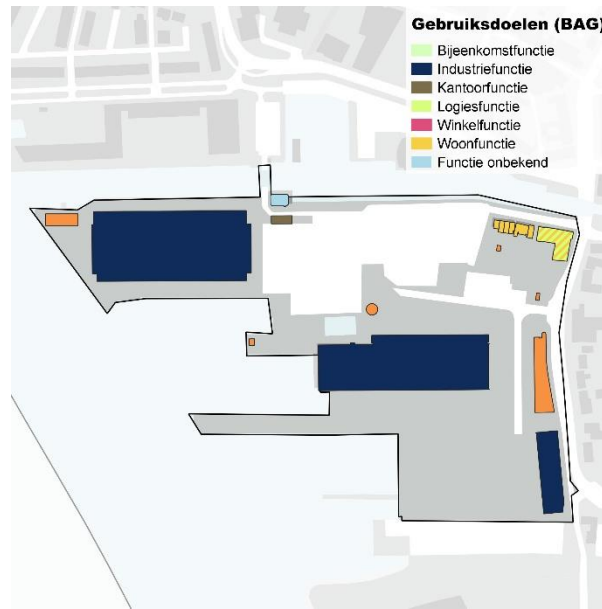 Gebruiksdoelen (BAG)
Bijeenkomstfunctie
Industriefunctie
Kantoorfunctie
Logiesfunctie
Winkelfunctie
Woonfunctie
Functie onbekend